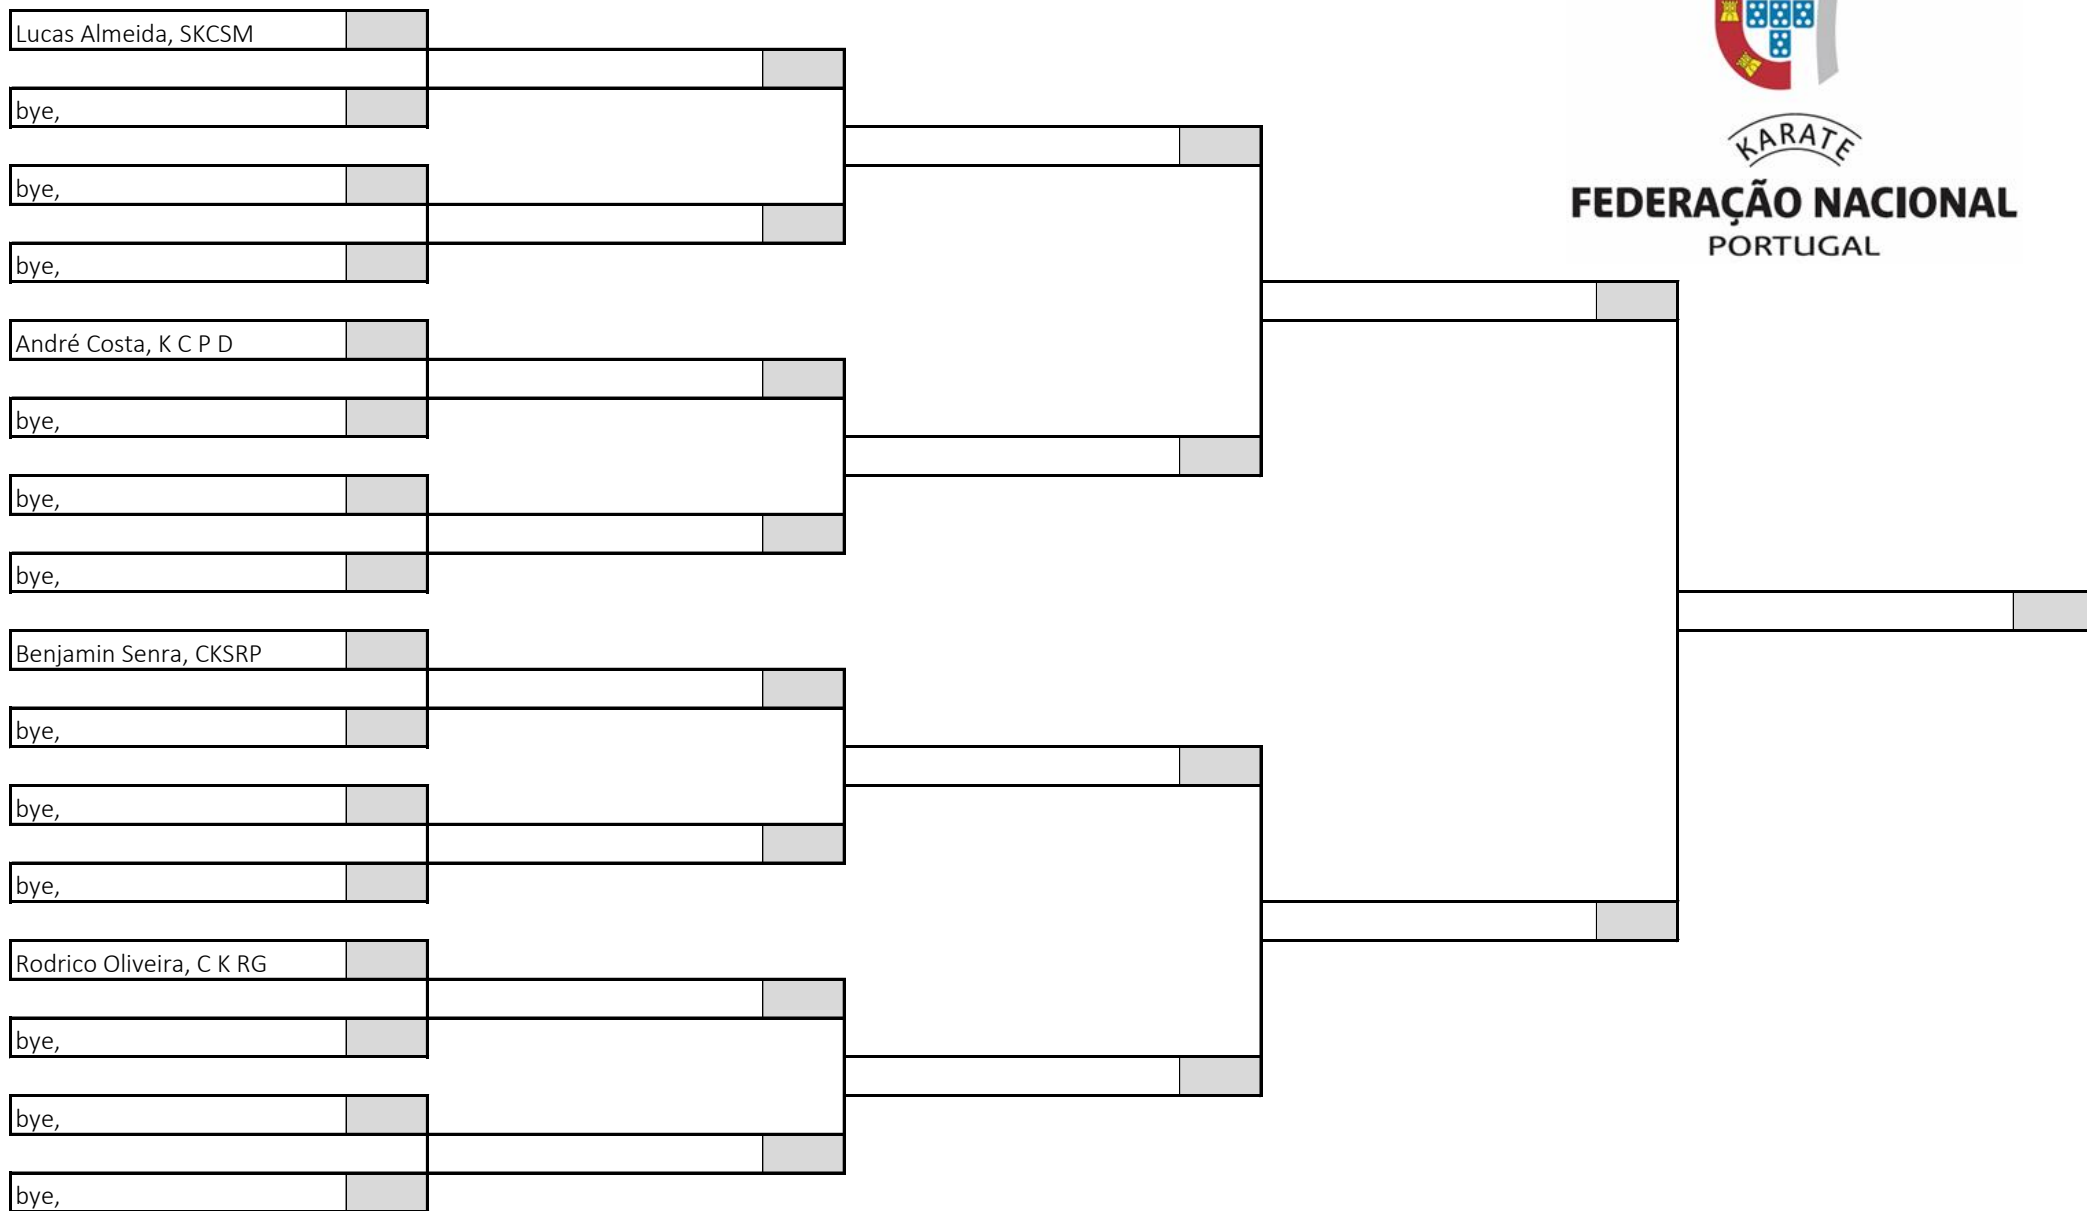 Lucas Almeida, SKCSM
bye,
bye,
bye,
André Costa, K C P D
bye,
bye,
bye,
Benjamin Senra, CKSRP
bye,
bye,
bye,
Rodrico Oliveira, C K RG
bye,
bye,
bye,
KARATE
FEDERAÇÃO NACIONAL
PORTUGAL